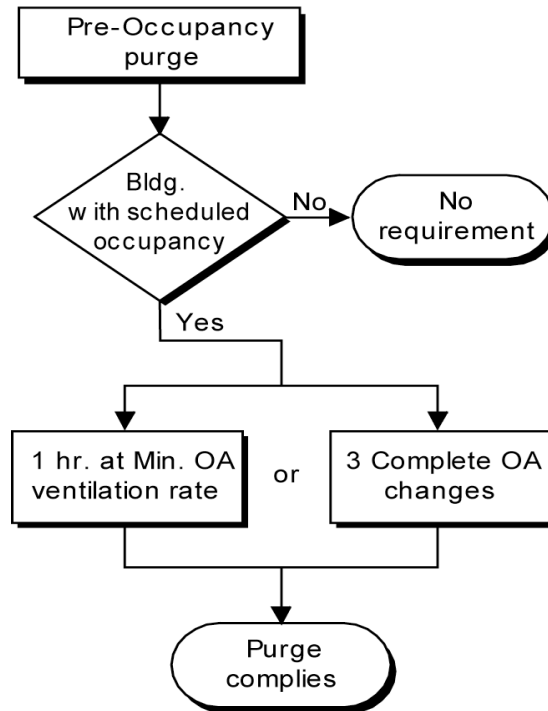 Pre-Occupancy
purge
Bldg.
with scheduled
occupancy
No
No
requirement
Yes
1 hr. at Min. OA
ventilation rate
or
3 Complete OA
changes
Purge
complies